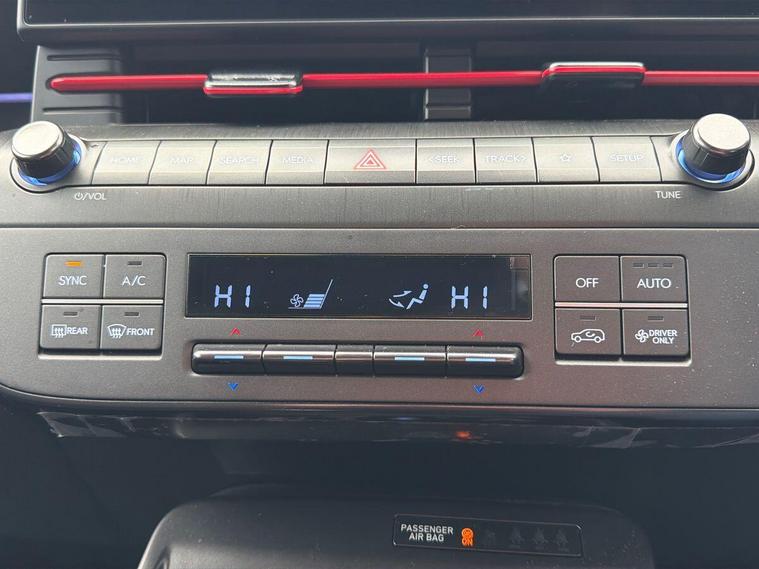 HOME MAP SEARCH MEDIA <SEEK TRACK> ☆ SETUP
⏻/VOL TUNE
SYNC A/C HI HI OFF AUTO
REAR FRONT DRIVER ONLY
PASSENGER
AIR BAG ON